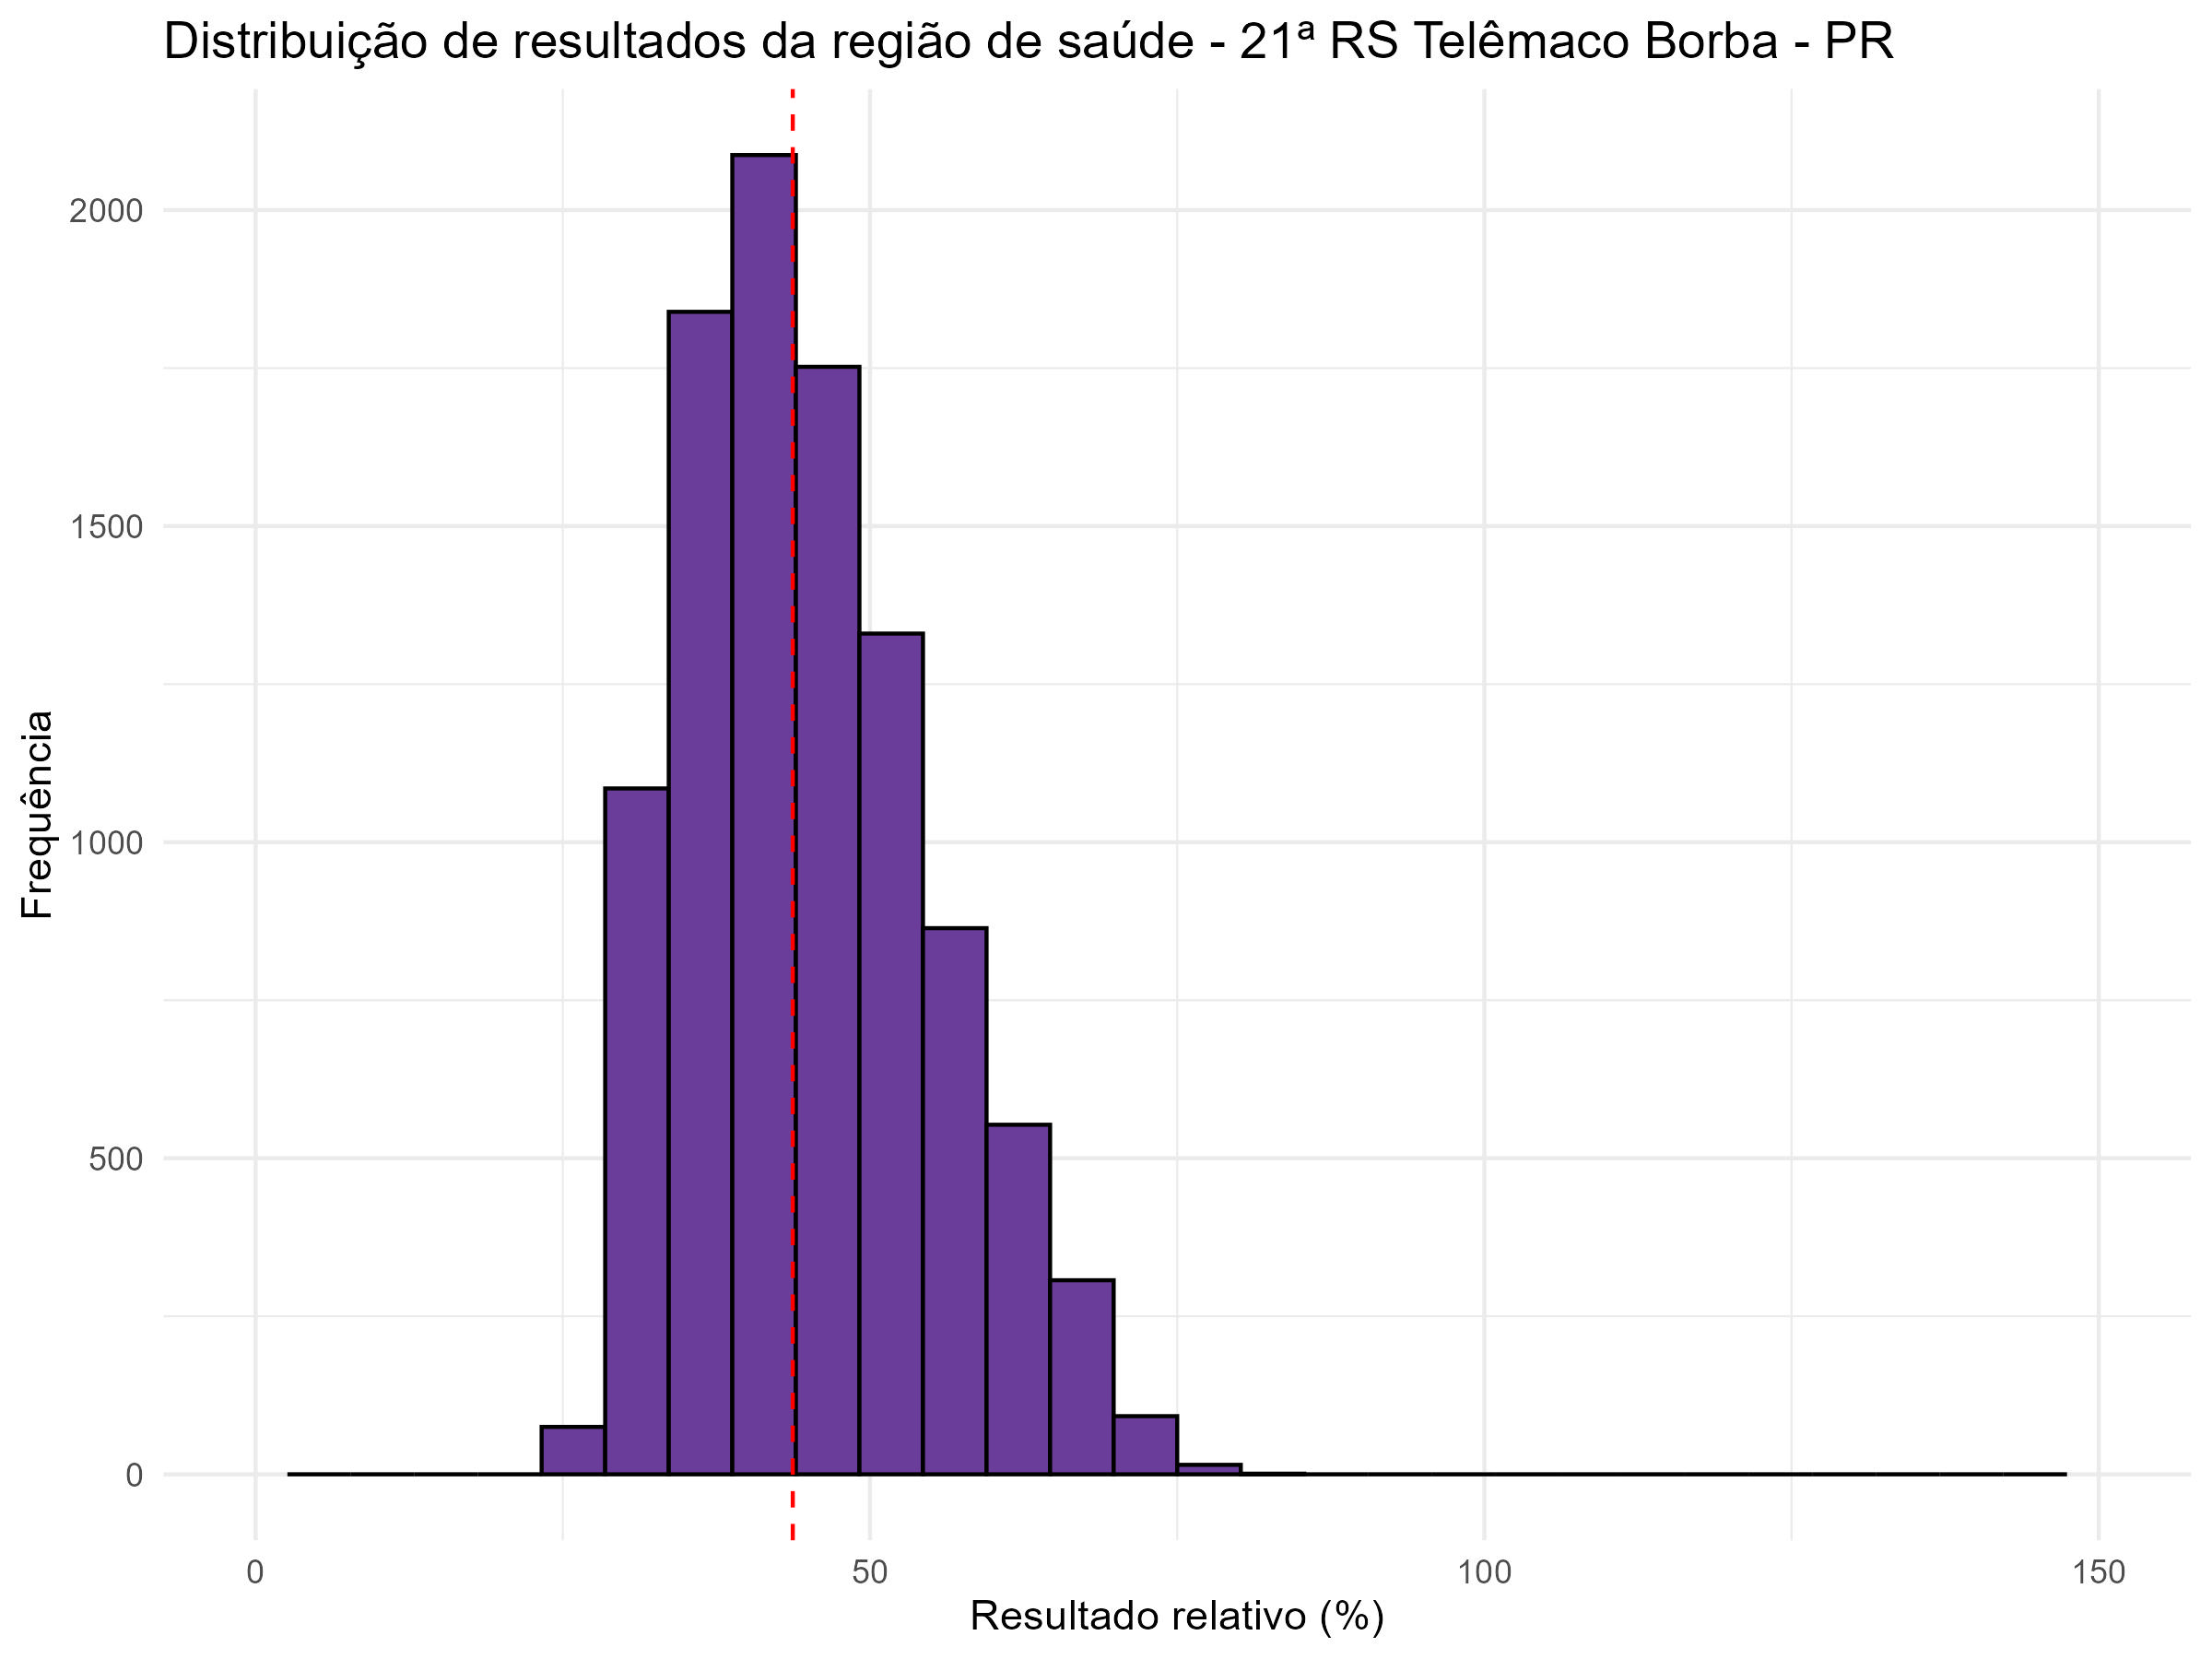 Distribuição de resultados da região de saúde - 21ª RS Telêmaco Borba - PR
Frequência
2000
1500
1000
500
0
0 50 100 150
Resultado relativo (%)